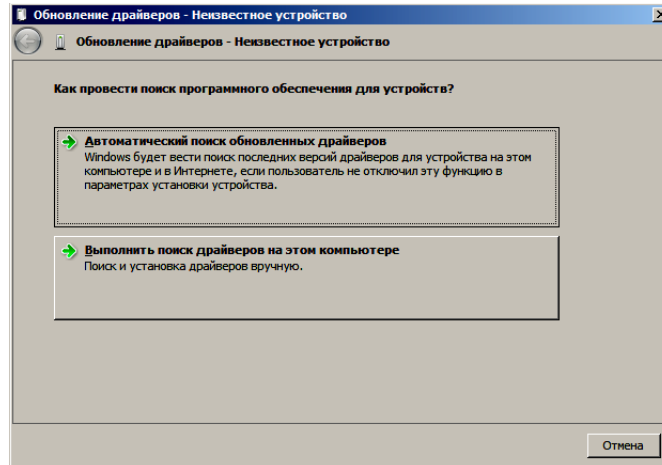 Обновление драйверов - Неизвестное устройство
Обновление драйверов - Неизвестное устройство
Как провести поиск программного обеспечения для устройств?
Автоматический поиск обновленных драйверов
Windows будет вести поиск последних версий драйверов для устройства на этом
компьютере и в Интернете, если пользователь не отключил эту функцию в
параметрах установки устройства.
Выполнить поиск драйверов на этом компьютере
Поиск и установка драйверов вручную.
Отмена